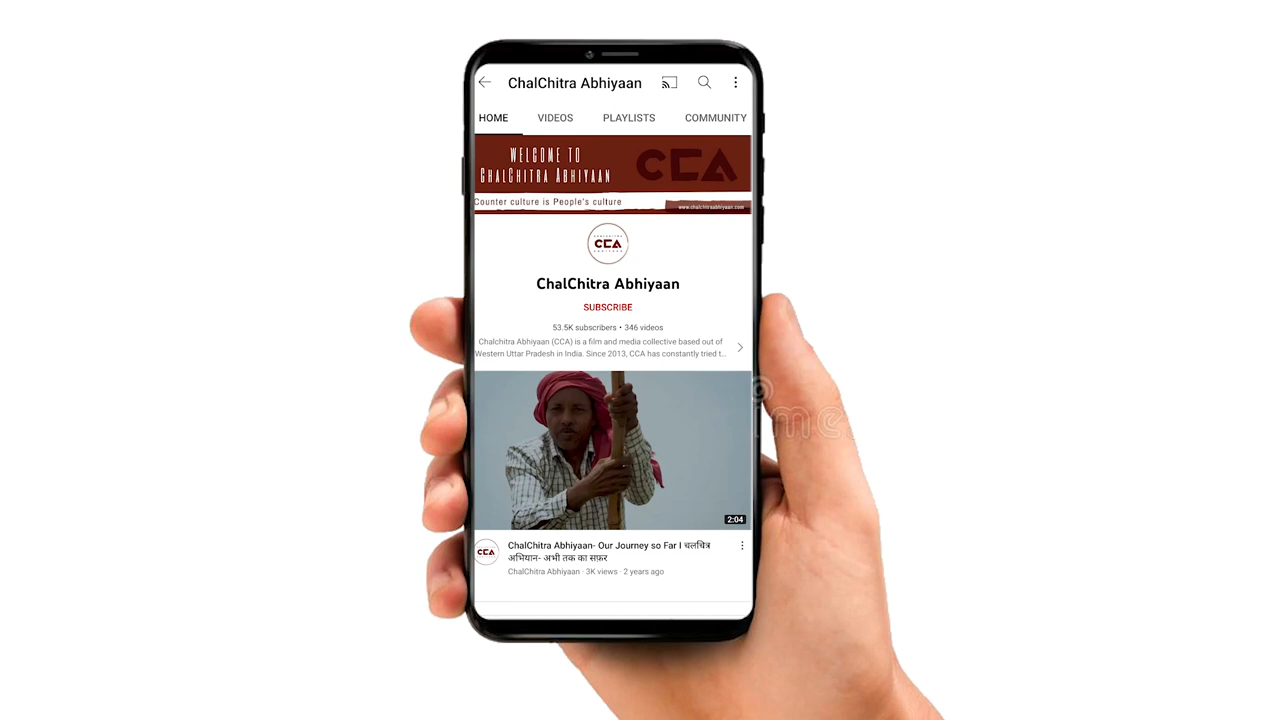 ChalChitra Abhiyaan
HOME VIDEOS PLAYLISTS COMMUNITY
WELCOME TO
CHALCHITRA ABHIYAAN
CCA
Counter culture is People's culture
www.chalchitraabhiyaan.com
CHALCHITRA
CCA
ABHIYAAN
ChalChitra Abhiyaan
SUBSCRIBE
53.5K subscribers • 346 videos
Chalchitra Abhiyaan (CCA) is a film and media collective based out of
Western Uttar Pradesh in India. Since 2013, CCA has constantly tried t...
2:04
CCA
ChalChitra Abhiyaan- Our Journey so Far I चलचित्र
अभियान- अभी तक का सफ़र
ChalChitra Abhiyaan · 3K views · 2 years ago